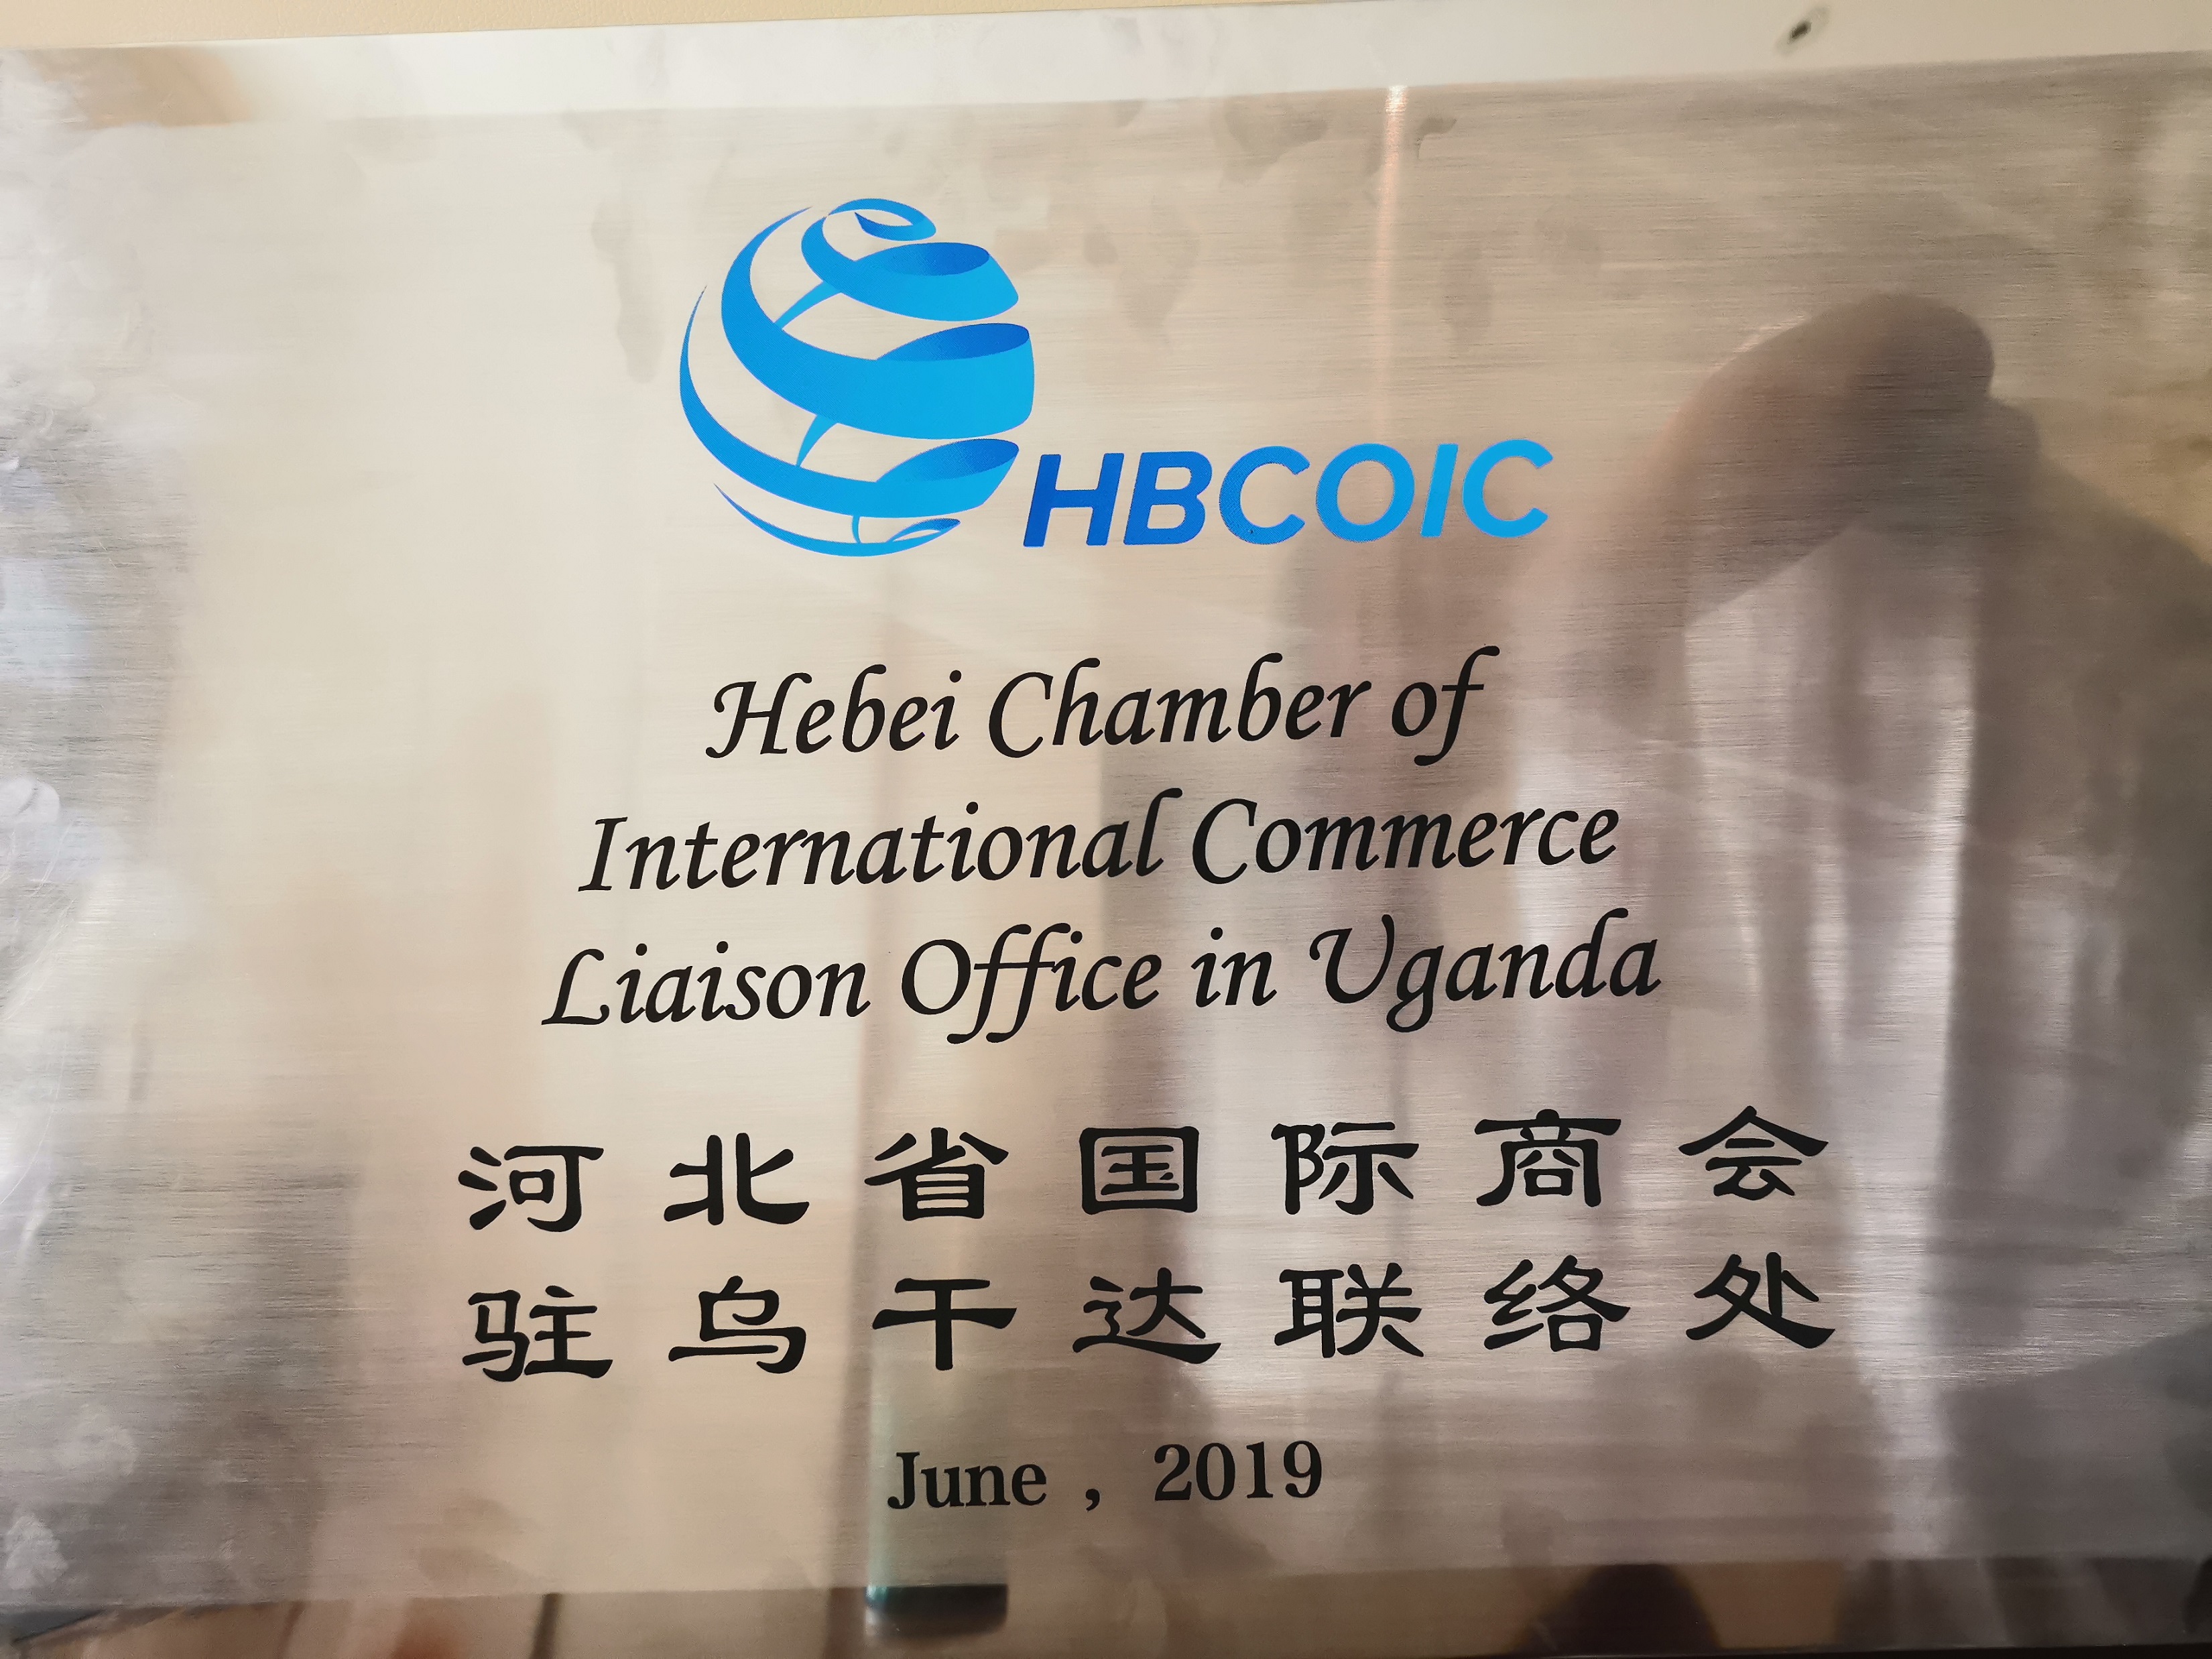 HBCOIC
Hebei Chamber of
International Commerce
Liaison Office in Uganda
河北省国际商会
驻乌干达联络处
June , 2019